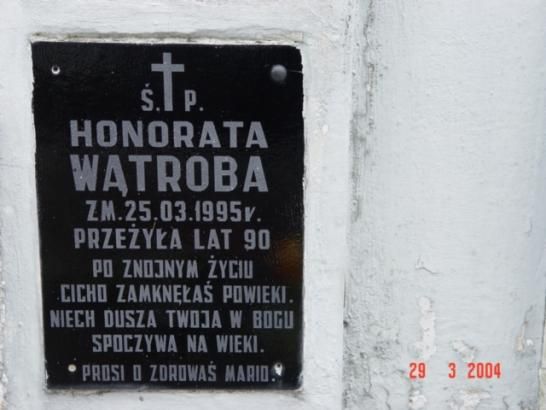 Ś. P.
HONORATA
WĄTROBA
ZM. 25.03.1995r.
PRZEŻYŁA LAT 90
PO ZNOJNYM ŻYCIU
CICHO ZAMKNĘŁAŚ POWIEKI.
NIECH DUSZA TWOJA W BOGU
SPOCZYWA NA WIEKI.
PROSI O ZDROWAŚ MARIO.
29 3 2004